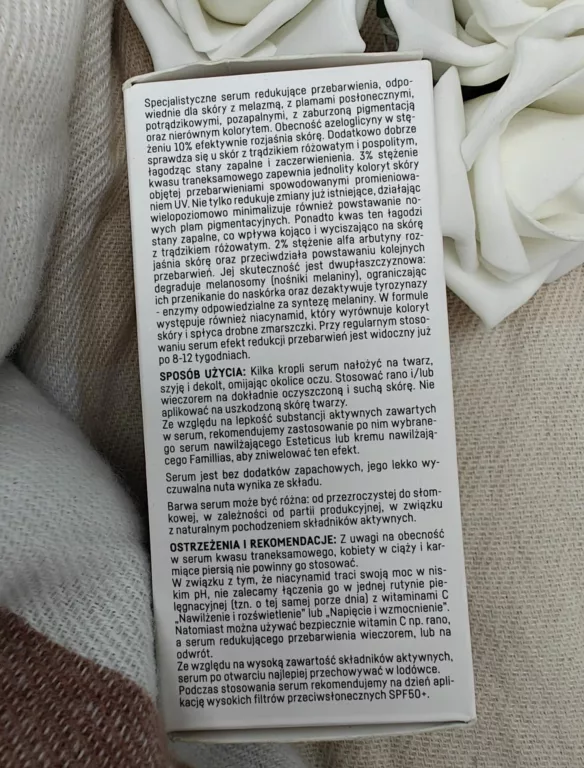 Specjalistyczne serum redukujące przebarwienia, odpo-
wiednie dla skóry z melazmą, z plamami posłonecznymi,
potrądzikowymi, pozapalnymi, z zaburzoną pigmentacją
oraz nierównym kolorytem. Obecność azeloglicyny w stę-
żeniu 10% efektywnie rozjaśnia skórę. Dodatkowo dobrze
sprawdza się u skór z trądzikiem różowatym i pospolitym,
łagodząc stany zapalne i zaczerwienienia. 3% stężenie
kwasu traneksamowego zapewnia jednolity koloryt skóry
objętej przebarwieniami spowodowanymi promieniowa-
niem UV. Nie tylko redukuje zmiany już istniejące, działając
wielopoziomowo minimalizuje również powstawanie no-
wych plam pigmentacyjnych. Ponadto kwas ten łagodzi
stany zapalne, co wpływa kojąco i wyciszająco na skórę
z trądzikiem różowatym. 2% stężenie alfa arbutyny roz-
jaśnia skórę oraz przeciwdziała powstawaniu kolejnych
przebarwień. Jej skuteczność jest dwupłaszczyznowa:
degraduje melanosomy (nośniki melaniny), ograniczając
ich przenikanie do naskórka oraz dezaktywuje tyrozynazy
- enzymy odpowiedzialne za syntezę melaniny. W formule
występuje również niacynamid, który wyrównuje koloryt
skóry i spłyca drobne zmarszczki. Przy regularnym stoso-
waniu serum efekt redukcji przebarwień jest widoczny już
po 8-12 tygodniach.
SPOSÓB UŻYCIA: Kilka kropli serum nałożyć na twarz,
szyję i dekolt, omijając okolice oczu. Stosować rano i/lub
wieczorem na dokładnie oczyszczoną i suchą skórę. Nie
aplikować na uszkodzoną skórę twarzy.
Ze względu na lepkość substancji aktywnych zawartych
w serum, rekomendujemy zastosowanie po nim wybrane-
go serum nawilżającego Esteticus lub kremu nawilżają-
cego Famillias, aby zniwelować ten efekt.
Serum jest bez dodatków zapachowych, jego lekko wy-
czuwalna nuta wynika ze składu.
Barwa serum może być różna: od przezroczystej do słom-
kowej, w zależności od partii produkcyjnej, w związku
z naturalnym pochodzeniem składników aktywnych.
OSTRZEŻENIA I REKOMENDACJE: Z uwagi na obecność
w serum kwasu traneksamowego, kobiety w ciąży i kar-
miące piersią nie powinny go stosować.
W związku z tym, że niacynamid traci swoją moc w nis-
kim pH, nie zalecamy łączenia go w jednej rutynie pie-
lęgnacyjnej (tzn. o tej samej porze dnia) z witaminami C
„Nawilżenie i rozświetlenie" lub „Napięcie i wzmocnienie".
Natomiast można używać bezpiecznie witamin C np. rano,
a serum redukującego przebarwienia wieczorem, lub na
odwrót.
Ze względu na wysoką zawartość składników aktywnych,
serum po otwarciu najlepiej przechowywać w lodówce.
Podczas stosowania serum rekomendujemy na dzień apli-
kację wysokich filtrów przeciwsłonecznych SPF50+.